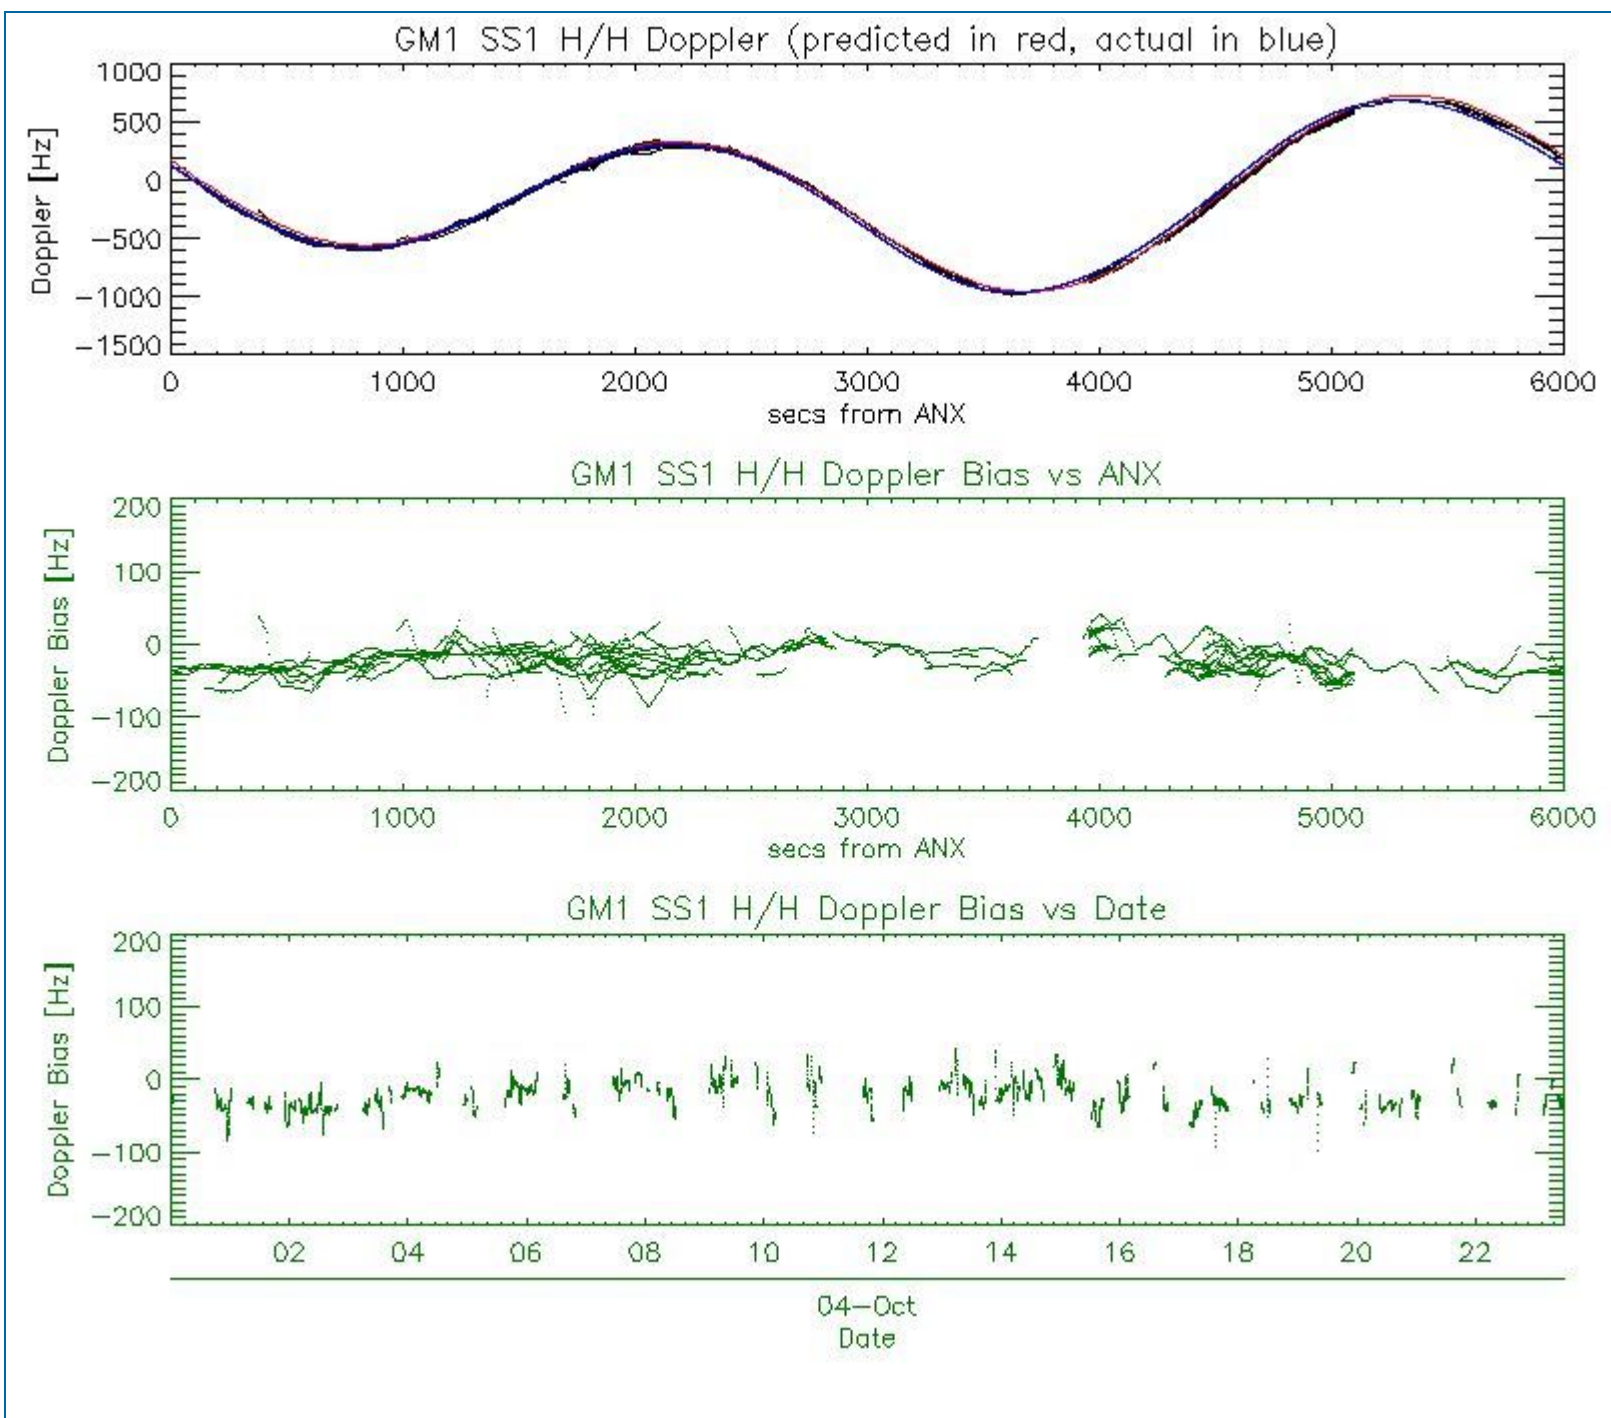 GM1 SS1 H/H Doppler (predicted in red, actual in blue)
1000
500
0
-500
-1000
-1500
Doppler [Hz]
0 1000 2000 3000 4000 5000 6000
secs from ANX
GM1 SS1 H/H Doppler Bias vs ANX
200
100
0
-100
-200
Doppler Bias [Hz]
0 1000 2000 3000 4000 5000 6000
secs from ANX
GM1 SS1 H/H Doppler Bias vs Date
200
100
0
-100
-200
Doppler Bias [Hz]
02 04 06 08 10 12 14 16 18 20 22
04-Oct
Date